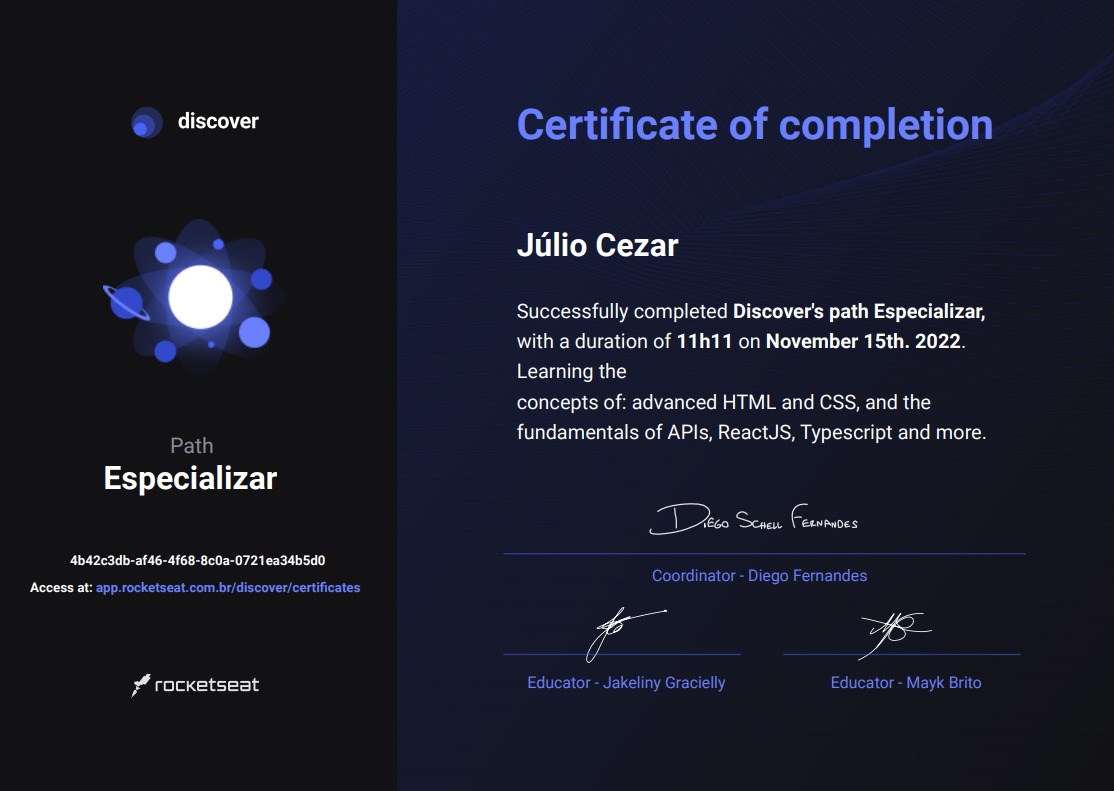 discover
Path
Especializar
4b42c3db-af46-4f68-8c0a-0721ea34b5d0
Access at: app.rocketseat.com.br/discover/certificates
rocketseat
Certificate of completion
Júlio Cezar
Successfully completed Discover's path Especializar,
with a duration of 11h11 on November 15th. 2022.
Learning the
concepts of: advanced HTML and CSS, and the
fundamentals of APIs, ReactJS, Typescript and more.
Diego Schell Fernandes
Coordinator - Diego Fernandes
Educator - Jakeliny Gracielly
Educator - Mayk Brito